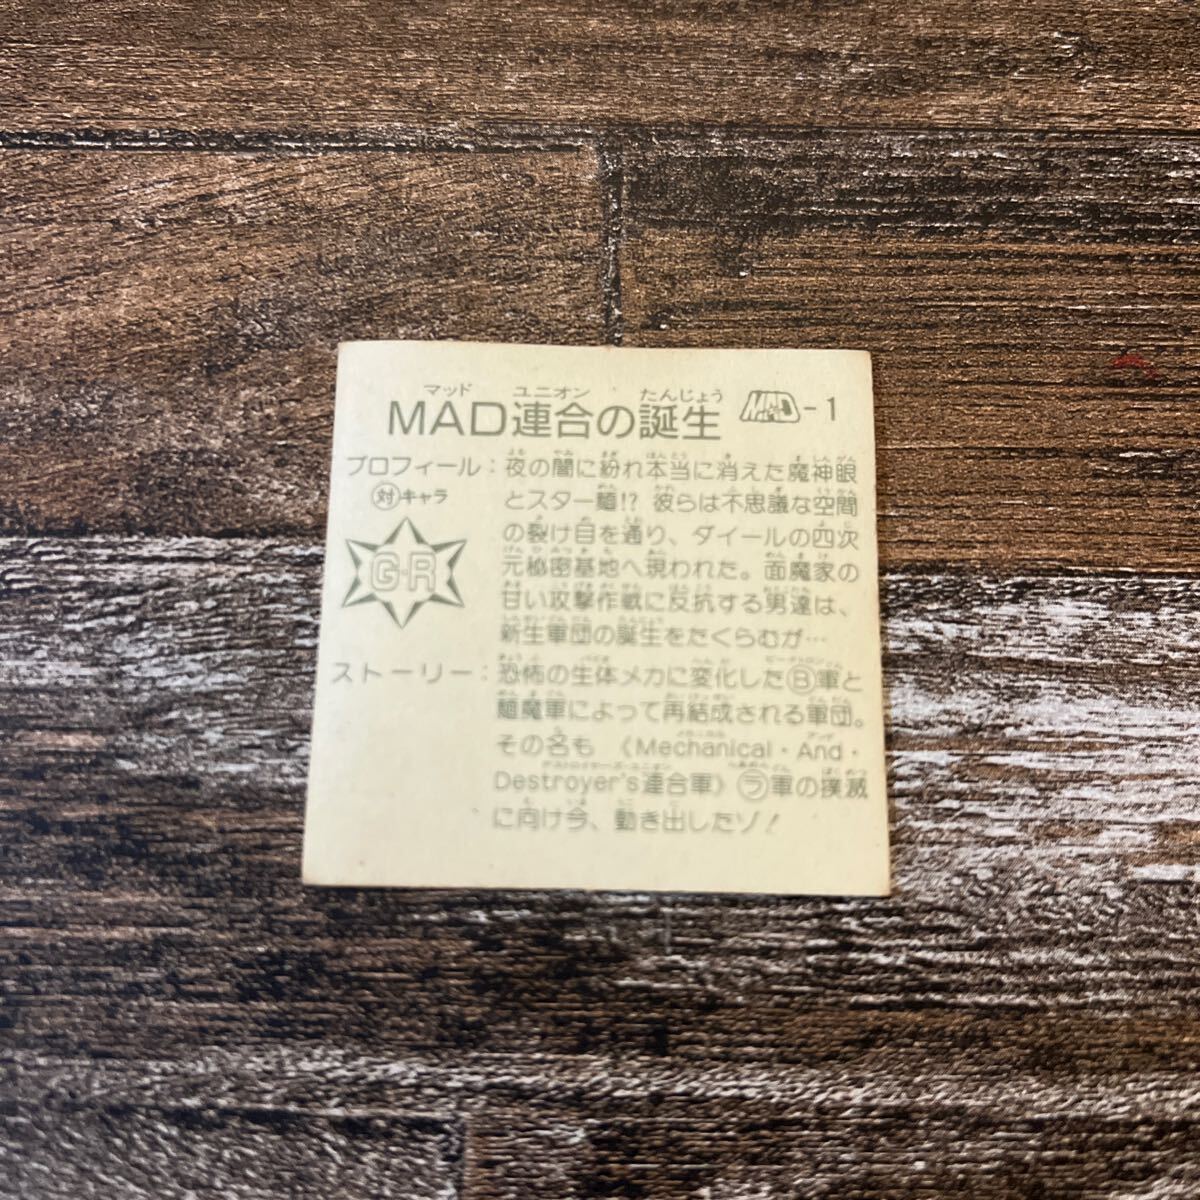 マッド ユニオン たんじょう
MAD連合の誕生 MAD-1
プロフィール：夜の闇に紛れ本当に消えた魔神眼
対キャラ とスター麺!? 彼らは不思議な空間
の裂け目を通り、ダイールの四次
G・R 元秘密基地へ現われた。面魔家の
甘い攻撃作戦に反抗する男達は、
新生軍団の誕生をたくらむが…
ストーリー：恐怖の生体メカに変化したB軍と
麺魔軍によって再結成される軍団。
その名も《Mechanical・And・
Destroyer's連合軍》ラ軍の撲滅
に向け今、動き出したゾ！